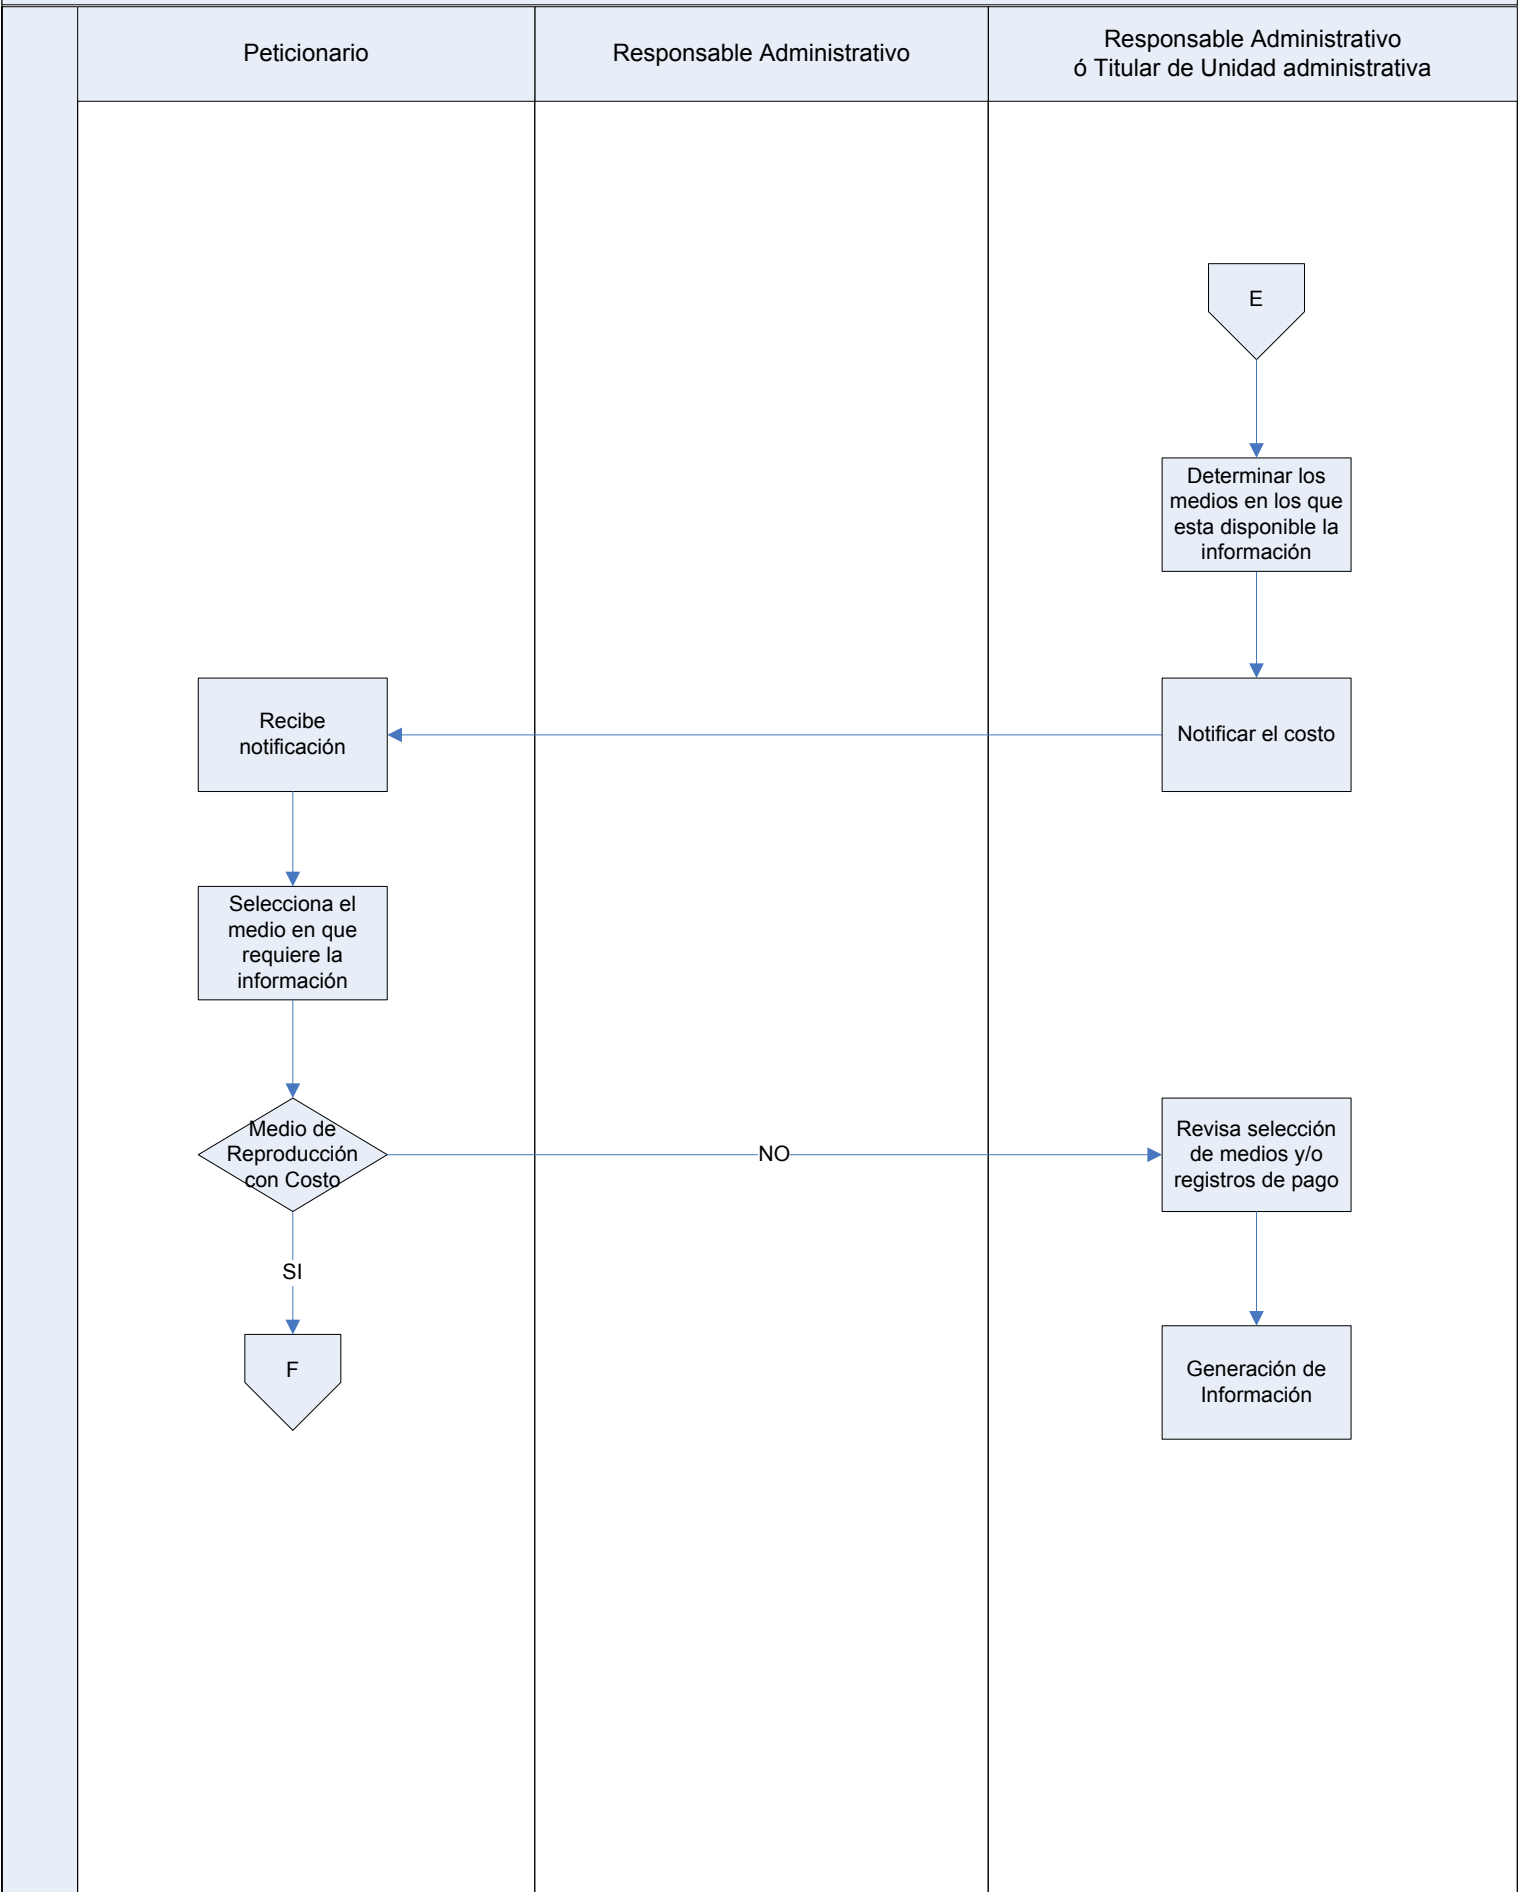 Peticionario
Responsable Administrativo
Responsable Administrativo
ó Titular de Unidad administrativa
E
Determinar los
medios en los que
esta disponible la
información
Recibe
notificación
Notificar el costo
Selecciona el
medio en que
requiere la
información
Medio de
Reproducción
con Costo
NO
Revisa selección
de medios y/o
registros de pago
SI
F
Generación de
Información